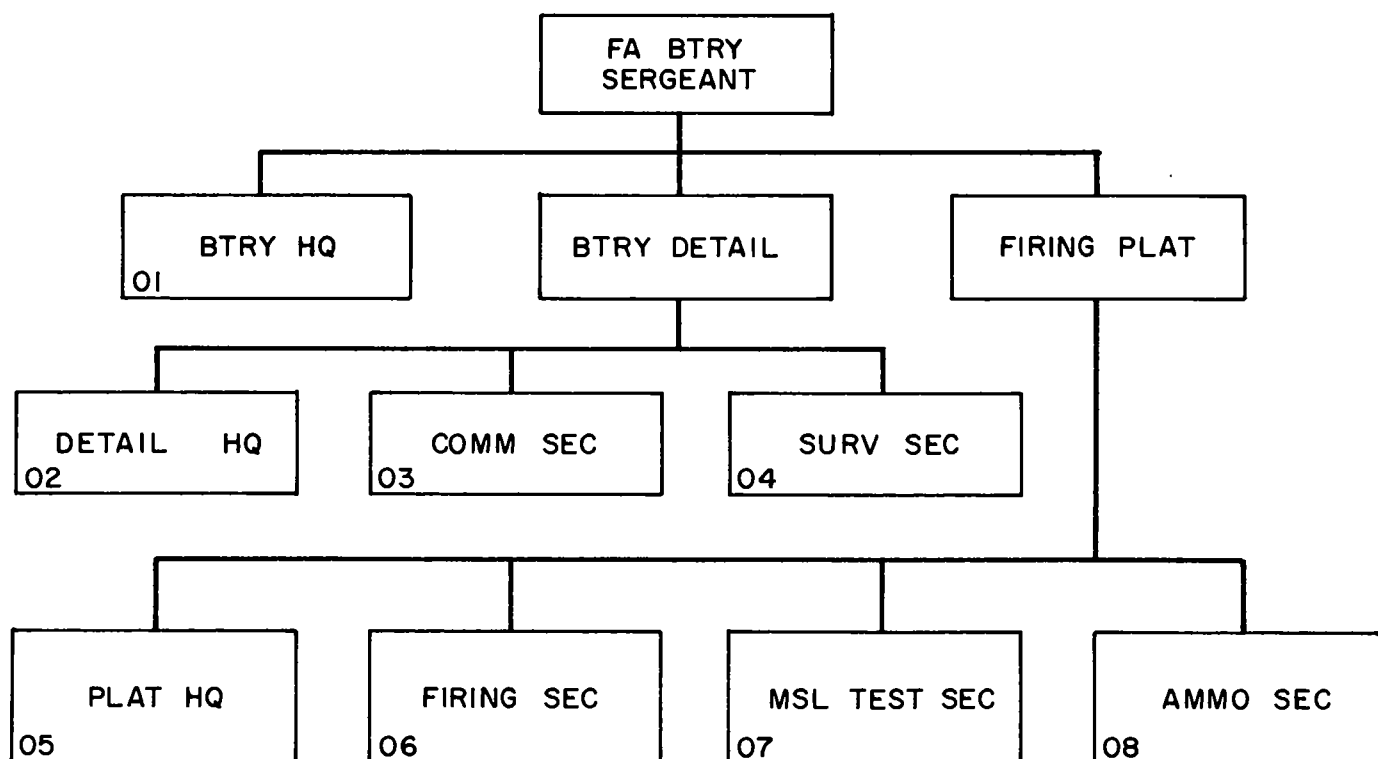 FA BTRY
SERGEANT
BTRY HQ
01
BTRY DETAIL
FIRING PLAT
DETAIL HQ
02
COMM SEC
03
SURV SEC
04
PLAT HQ
05
FIRING SEC
06
MSL TEST SEC
07
AMMO SEC
08